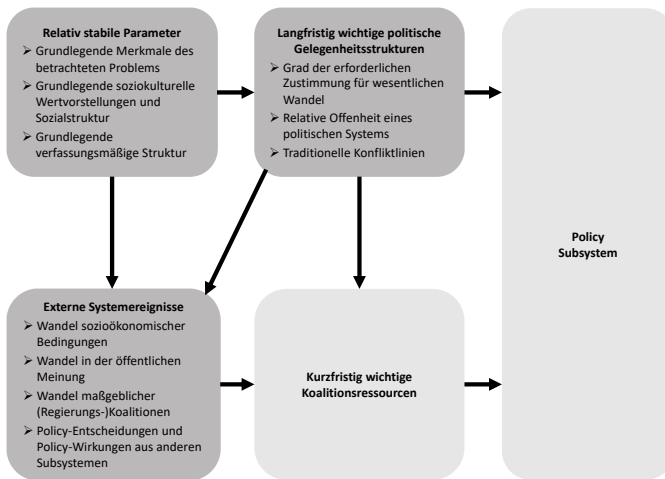 Relativ stabile Parameter
➢ Grundlegende Merkmale des
betrachteten Problems
➢ Grundlegende soziokulturelle
Wertvorstellungen und
Sozialstruktur
➢ Grundlegende
verfassungsmäßige Struktur
Langfristig wichtige politische
Gelegenheitsstrukturen
➢ Grad der erforderlichen
Zustimmung für wesentlichen
Wandel
➢ Relative Offenheit eines
politischen Systems
➢ Traditionelle Konfliktlinien
Policy
Subsystem
Externe Systemereignisse
➢ Wandel sozioökonomischer
Bedingungen
➢ Wandel in der öffentlichen
Meinung
➢ Wandel maßgeblicher
(Regierungs-)Koalitionen
➢ Policy-Entscheidungen und
Policy-Wirkungen aus anderen
Subsystemen
Kurzfristig wichtige
Koalitionsressourcen